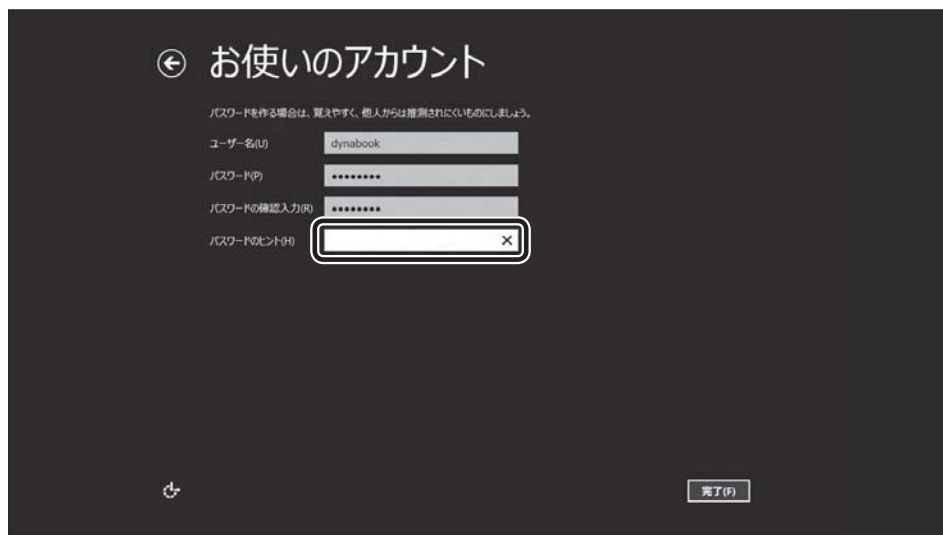 お使いのアカウント
パスワードを作る場合は、覚えやすく、他人からは推測されにくいものにしましょう。
ユーザー名(U) dynabook
パスワード(P) ••••••••
パスワードの確認入力(R) ••••••••
パスワードのヒント(H)
完了(F)